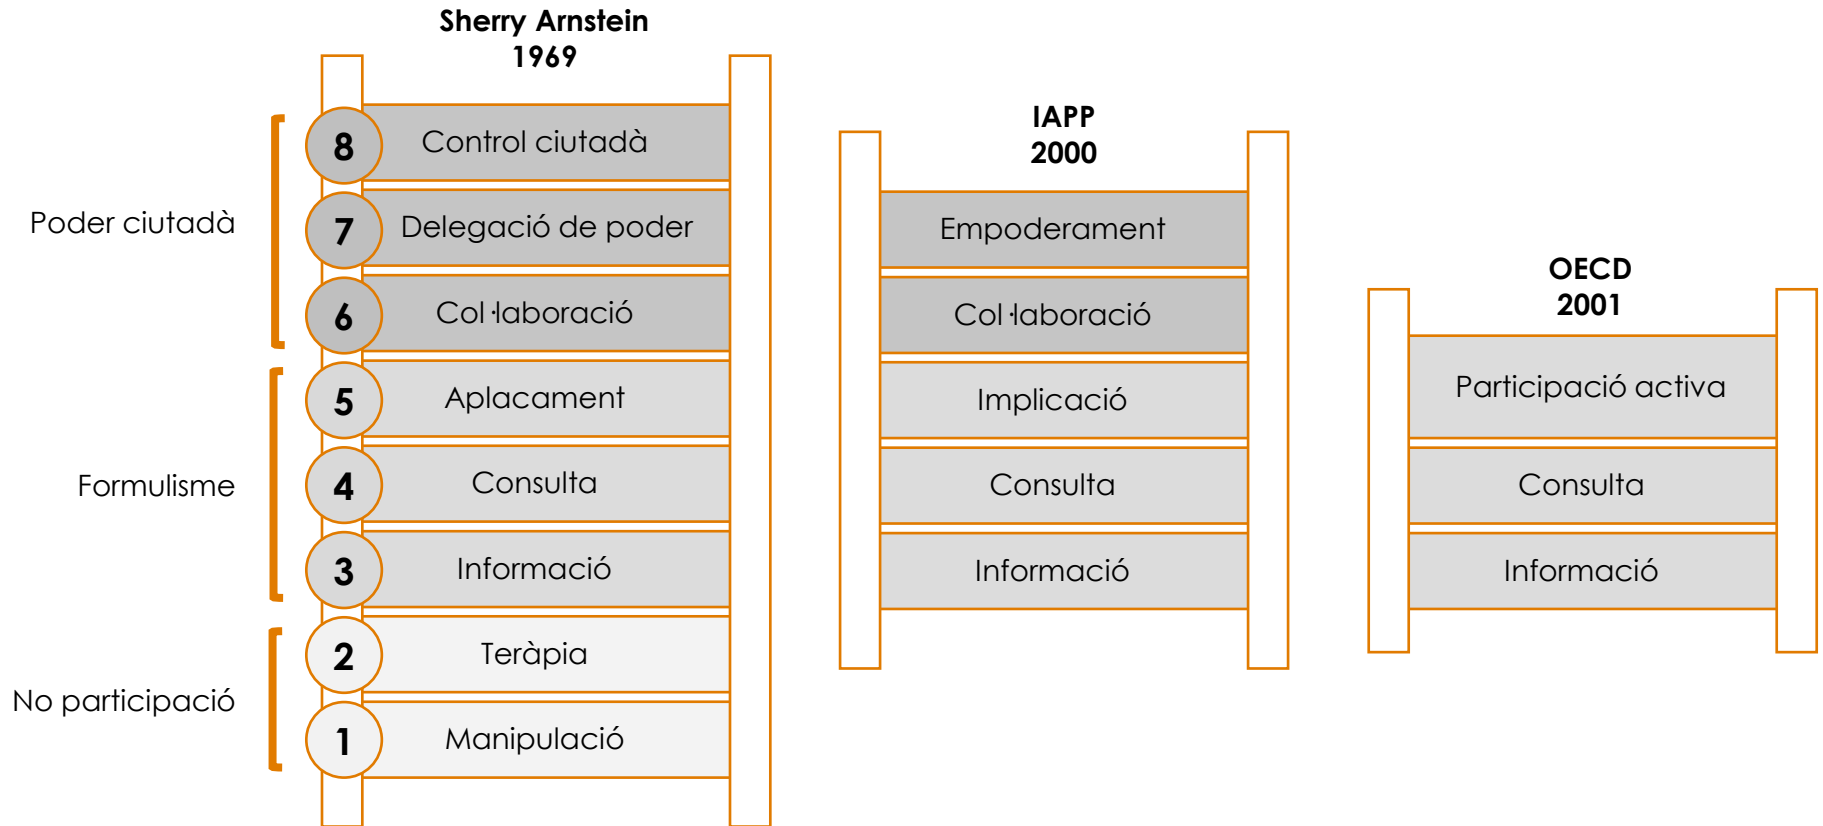 Sherry Arnstein
1969
Poder ciutadà
8 Control ciutadà
7 Delegació de poder
6 Col·laboració
Formulisme
5 Aplacament
4 Consulta
3 Informació
No participació
2 Teràpia
1 Manipulació
IAPP
2000
Empoderament
Col·laboració
Implicació
Consulta
Informació
OECD
2001
Participació activa
Consulta
Informació